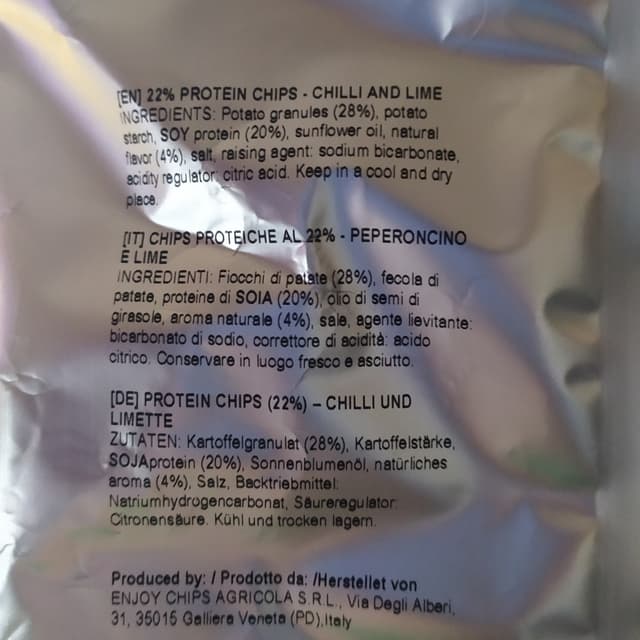 [EN] 22% PROTEIN CHIPS - CHILLI AND LIME
INGREDIENTS: Potato granules (28%), potato
starch, SOY protein (20%), sunflower oil, natural
flavor (4%), salt, raising agent: sodium bicarbonate,
acidity regulator: citric acid. Keep in a cool and dry
place.
[IT] CHIPS PROTEICHE AL 22% - PEPERONCINO
E LIME
INGREDIENTI: Fiocchi di patate (28%), fecola di
patate, proteine di SOIA (20%), olio di semi di
girasole, aroma naturale (4%), sale, agente lievitante:
bicarbonato di sodio, correttore di acidità: acido
citrico. Conservare in luogo fresco e asciutto.
[DE] PROTEIN CHIPS (22%) – CHILLI UND
LIMETTE
ZUTATEN: Kartoffelgranulat (28%), Kartoffelstärke,
SOJAprotein (20%), Sonnenblumenöl, natürliches
aroma (4%), Salz, Backtriebmittel:
Natriumhydrogencarbonat, Säureregulator:
Citronensäure. Kühl und trocken lagern.
Produced by: / Prodotto da: /Herstellet von
ENJOY CHIPS AGRICOLA S.R.L., Via Degli Alberi,
31, 35015 Galliera Veneta (PD),Italy